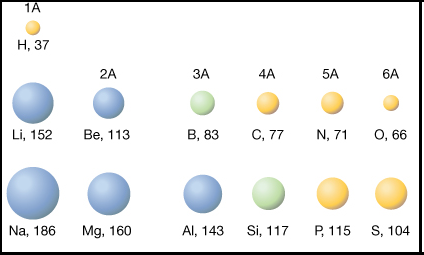 1A
H, 37
2A 3A 4A 5A 6A
Li, 152 Be, 113 B, 83 C, 77 N, 71 O, 66
Na, 186 Mg, 160 Al, 143 Si, 117 P, 115 S, 104